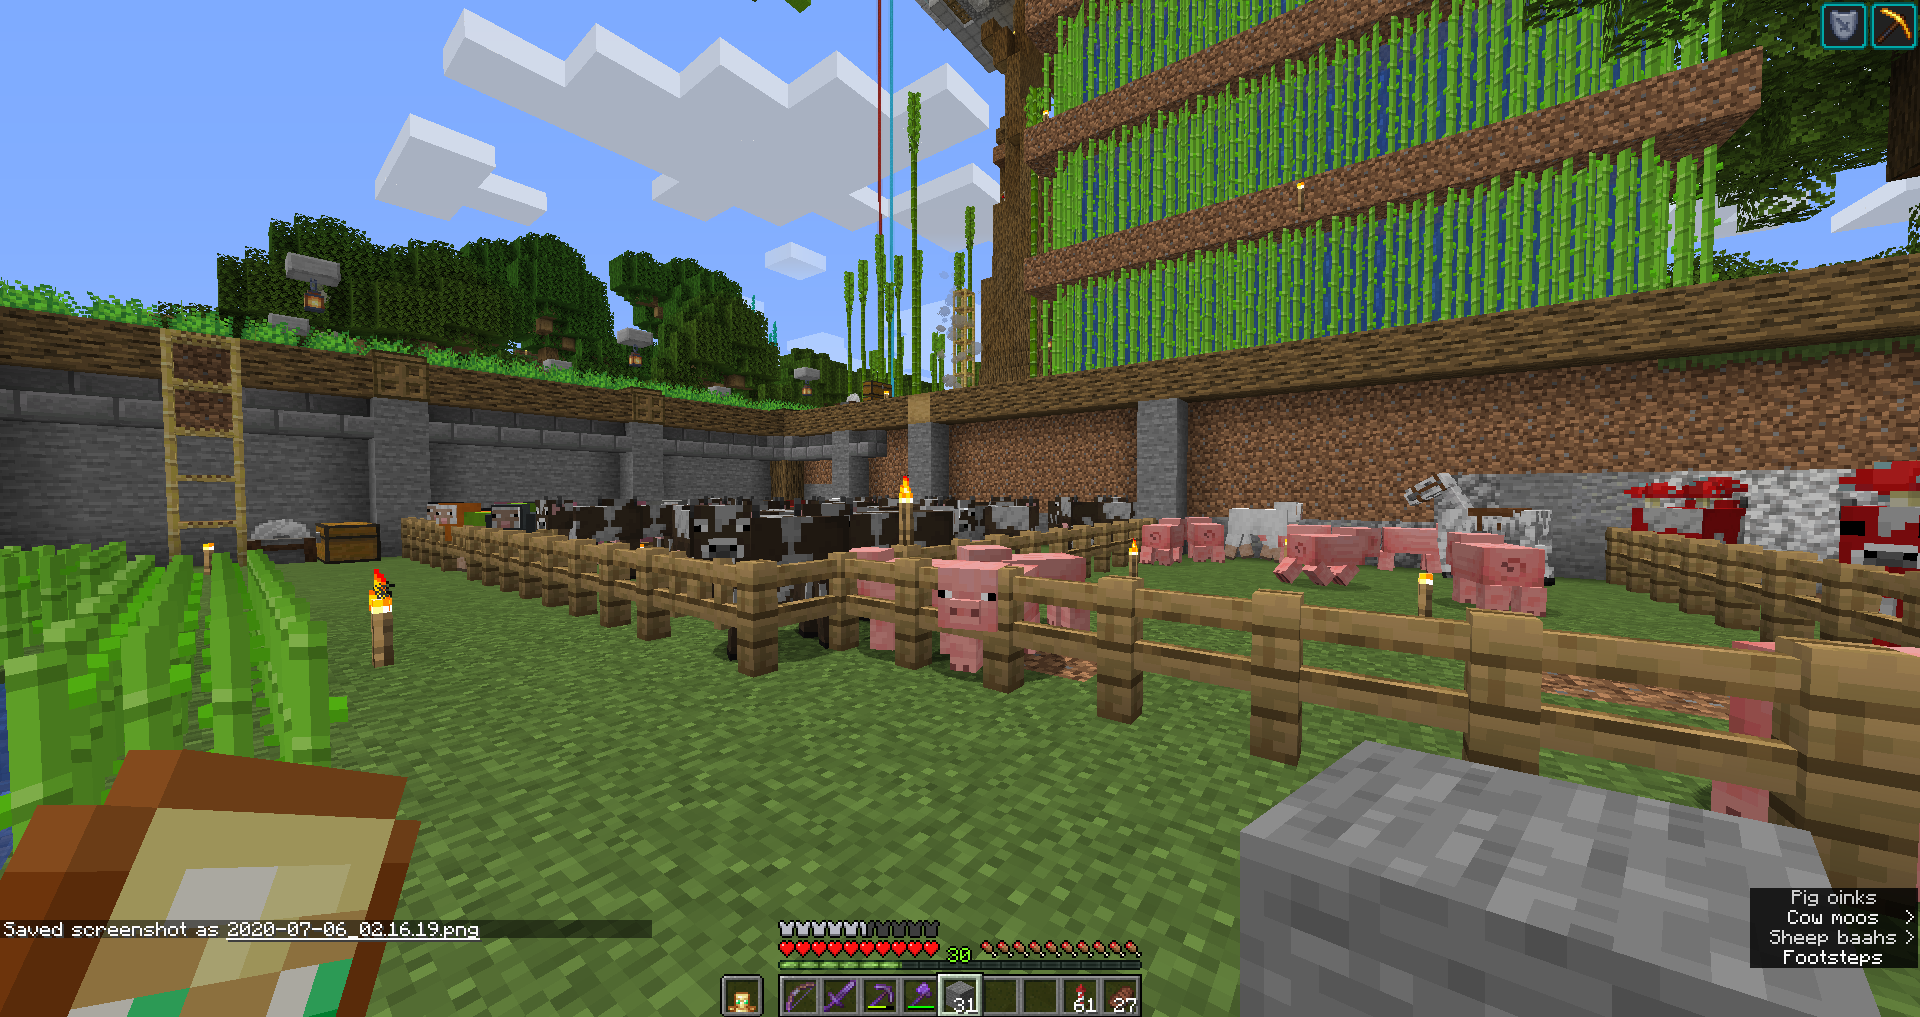 Saved screenshot as 2020-07-06_02.16.19.png
Pig oinks
Cow moos >
Sheep baahs >
Footsteps
30
31
61
27